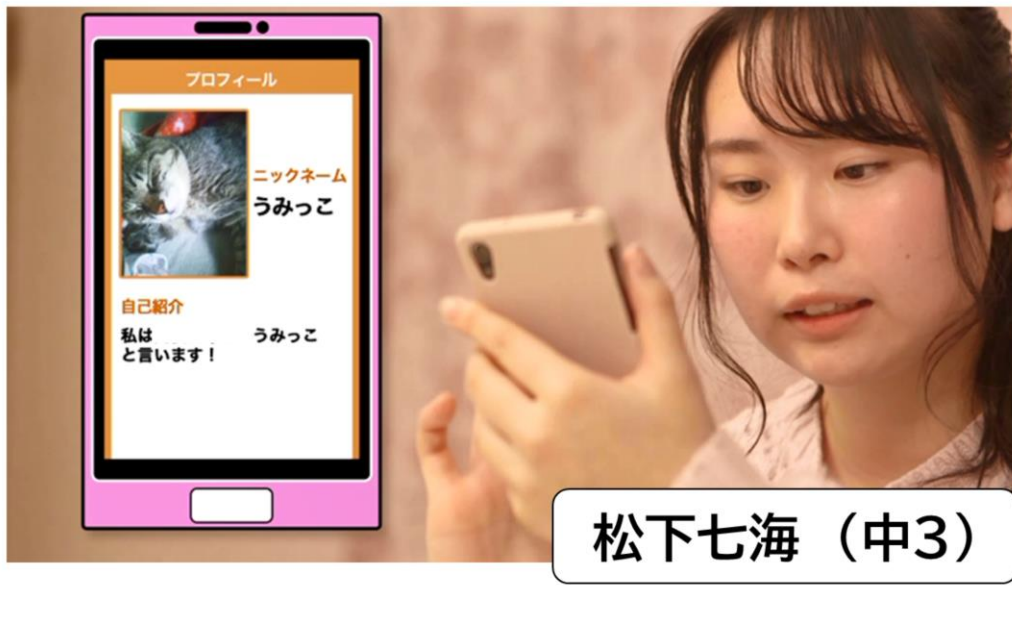 プロフィール
ニックネーム
うみっこ
自己紹介
私は うみっこ
と言います！
松下七海（中3）